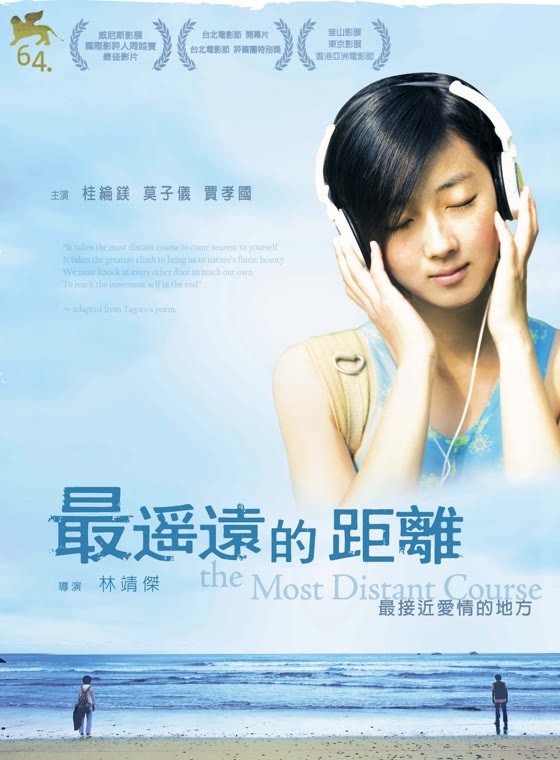 64.
威尼斯影展
國際影評人周競賽
最佳影片
台北電影節 開幕片
台北電影節 評審團特別獎
釜山影展
東京影展
香港亞洲電影節
主演 桂綸鎂 莫子儀 賈孝國
"It takes the most distant course to come nearest to yourself
It takes the greatest climb to bring us to nature's finest beauty
We must knock at every other door to reach our own
To reach the innermost self in the end"
~ adapted from Tagore's poem.
最遥遠的距離
the Most Distant Course
導演 林靖傑
最接近愛情的地方